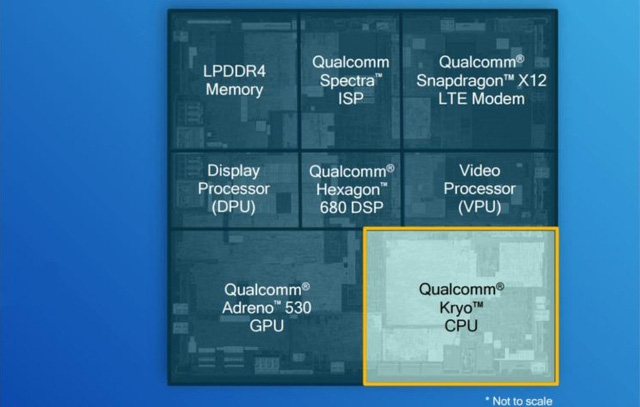 LPDDR4
Memory
Qualcomm
Spectra™
ISP
Qualcomm®
Snapdragon™ X12
LTE Modem
Display
Processor
(DPU)
Qualcomm®
Hexagon™
680 DSP
Video
Processor
(VPU)
Qualcomm®
Adreno™ 530
GPU
Qualcomm®
Kryo™
CPU
* Not to scale